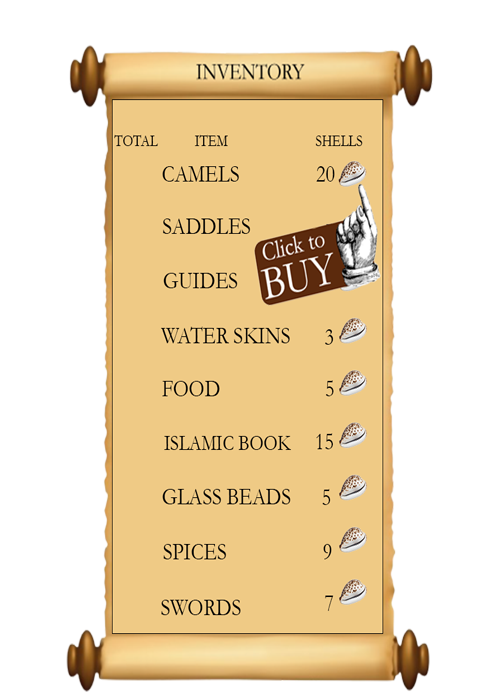 INVENTORY
TOTAL ITEM SHELLS
CAMELS 20
SADDLES
Click to
BUY
GUIDES
WATER SKINS 3
FOOD 5
ISLAMIC BOOK 15
GLASS BEADS 5
SPICES 9
SWORDS 7